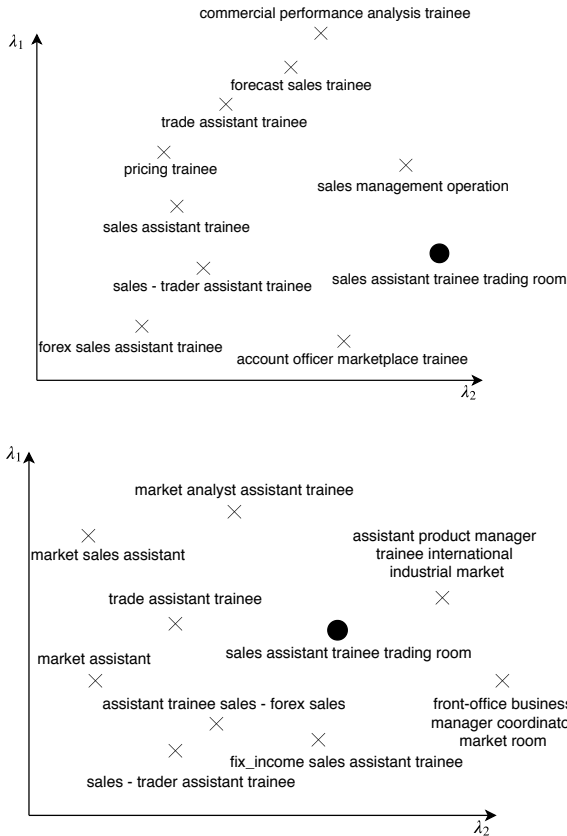 commercial performance analysis trainee
λ1
forecast sales trainee
trade assistant trainee
pricing trainee
sales management operation
sales assistant trainee
sales - trader assistant trainee
sales assistant trainee trading room
forex sales assistant trainee
account officer marketplace trainee
λ2
λ1
market analyst assistant trainee
market sales assistant
assistant product manager
trainee international
industrial market
trade assistant trainee
sales assistant trainee trading room
market assistant
assistant trainee sales - forex sales
front-office business
manager coordinato
market room
fix_income sales assistant trainee
sales - trader assistant trainee
λ2